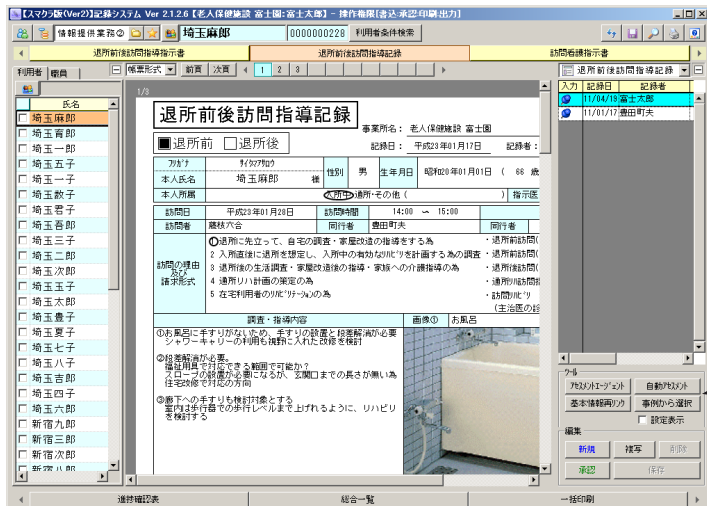 【スマクラ版(Ver2)】記録システム Ver 2.1.2.6 【老人保健施設 富士園:富士太郎】 - 操作権限【書込:承認:印刷:出力】
情報提供業務② 埼玉麻郎 0000000228 利用者条件検索
退所前後訪問指導指示書 退所前後訪問指導記録 訪問看護指示書
利用者 職員 帳票形式 前頁 次頁 1 2 3 退所前後訪問指導記録
氏名
埼玉麻郎
埼玉育郎
埼玉一郎
埼玉五子
埼玉一子
埼玉数子
埼玉君子
埼玉吾郎
埼玉三子
埼玉二郎
埼玉次郎
埼玉玉子
埼玉太郎
埼玉豊子
埼玉夏子
埼玉七子
埼玉八子
埼玉吉郎
埼玉四子
埼玉六郎
新宿九郎
新宿三郎
新宿次郎
新宿八郎
1/3
退所前後訪問指導記録
事業所名： 老人保健施設 富士園
■退所前 □退所後 記録日： 平成23年01月17日 記録者：
フリガナ ｻｲﾀﾏｱｻﾛｳ
本人氏名 埼玉麻郎 様 性別 男 生年月日 昭和20年01月01日 ( 66 歳
本人所属 入所中・通所・その他 ( ) 指示医
訪問日 平成23年01月28日 訪問時間 14:00 ～ 15:00
訪問者 藤枝六合 同行者 豊田町夫 同行者
訪問の理由
及び
請求形式
①退所に先立って、自宅の調査・家屋改造の指導をする為 ・退所前訪問(
2 入所直後に退所を想定し、入所中の有効なﾘﾊﾋﾞﾘを計画する為の調査 ・退所前訪問(
3 退所後の生活調査・家屋改造後の指導・家族への介護指導の為 ・退所後訪問(
4 通所リハ計画の策定の為 ・通所ﾘﾊ訪問指
5 在宅利用者のﾘﾊﾋﾞﾘﾃｰｼｮﾝの為 ・訪問ﾘﾊﾋﾞﾘ
(主治医の診
調査・指導内容 画像① お風呂
①お風呂に手すりがないため、手すりの設置と段差解消が必要
シャワーキャリーの利用も視野に入れた改修を検討
②段差解消が必要。
福祉用具で対応できる範囲で可能か？
スロープの設置が必要になるが、玄関口までの長さが無い為
住宅改修で対応の方向
③廊下への手すりも検討対象とする
室内は歩行器での歩行レベルまで上げれるように、リハビリ
を検討する
入力 記録日 記録者
11/04/19 富士太郎
11/01/17 豊田町夫
ﾂｰﾙ
ｱｾｽﾒﾝﾄｴｰｼﾞｪﾝﾄ 自動ｱｾｽﾒﾝﾄ
基本情報再ﾘﾝｸ 事例から選択
設定表示
編集
新規 複写 削除
承認 保存
進捗確認表 総合一覧 一括印刷